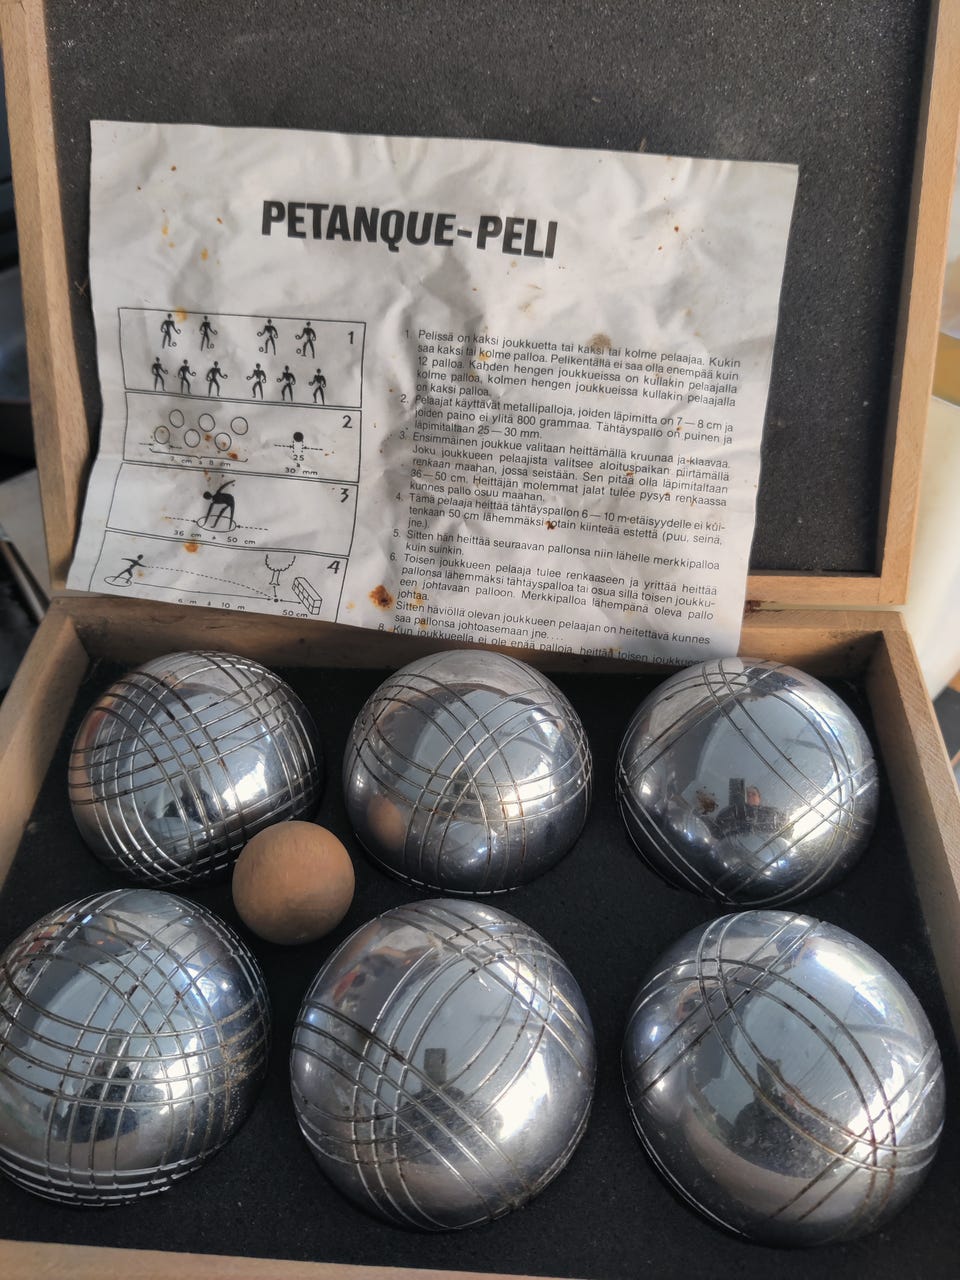 PETANQUE-PELI
1
2
7 cm à 8 cm
25
à
30 mm
3
36 cm à 50 cm
4
6 m à 10 m
50 cm
1. Pelissä on kaksi joukkuetta tai kaksi tai kolme pelaajaa. Kukin
saa kaksi tai kolme palloa. Pelikentällä ei saa olla enempää kuin
12 palloa. Kahden hengen joukkueissa on kullakin pelaajalla
kolme palloa, kolmen hengen joukkueissa kullakin pelaajalla
on kaksi palloa.
2. Pelaajat käyttävät metallipalloja, joiden läpimitta on 7 — 8 cm ja
joiden paino ei ylitä 800 grammaa. Tähtäyspallo on puinen ja
läpimitaltaan 25 — 30 mm.
3. Ensimmäinen joukkue valitaan heittämällä kruunaa ja klaavaa.
Joku joukkueen pelaajista valitsee aloituspaikan piirtämällä
renkaan maahan, jossa seistään. Sen pitää olla läpimitaltaan
36 — 50 cm. Heittäjän molemmat jalat tulee pysyä renkaassa
kunnes pallo osuu maahan.
4. Tämä pelaaja heittää tähtäyspallon 6 — 10 m etäisyydelle ei kui-
tenkaan 50 cm lähemmäksi jotain kiinteää estettä (puu, seinä,
jne.).
5. Sitten hän heittää seuraavan pallonsa niin lähelle merkkipalloa
kuin suinkin.
6. Toisen joukkueen pelaaja tulee renkaaseen ja yrittää heittää
pallonsa lähemmäksi tähtäyspalloa tai osua sillä toisen joukku-
een johtavaan palloon. Merkkipalloa lähempänä oleva pallo
johtaa.
Sitten häviöllä olevan joukkueen pelaajan on heitettävä kunnes
saa pallonsa johtoasemaan jne. ...
8. Kun joukkueella ei ole enää palloja, heittää toisen joukkueen